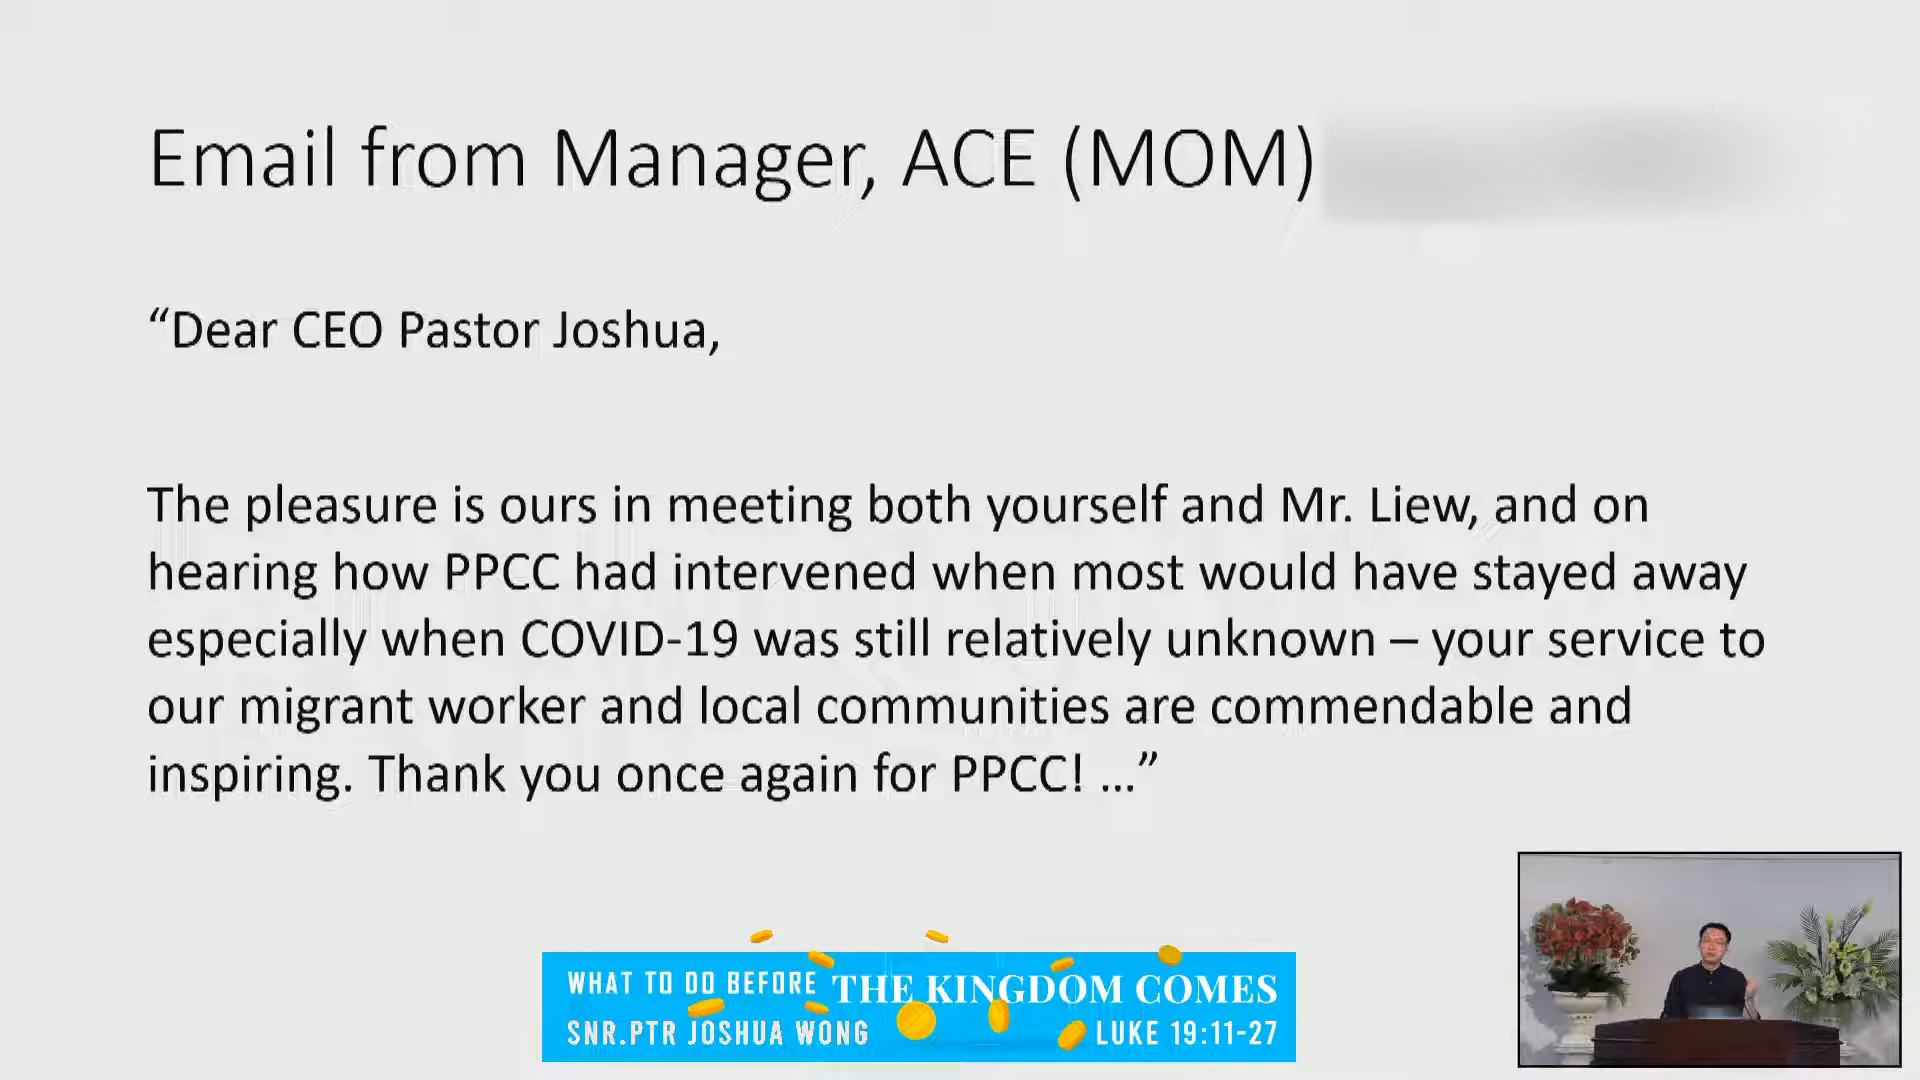 Email from Manager, ACE (MOM)
“Dear CEO Pastor Joshua,
The pleasure is ours in meeting both yourself and Mr. Liew, and on
hearing how PPCC had intervened when most would have stayed away
especially when COVID-19 was still relatively unknown – your service to
our migrant worker and local communities are commendable and
inspiring. Thank you once again for PPCC! ...”
WHAT TO DO BEFORE THE KINGDOM COMES
SNR.PTR JOSHUA WONG LUKE 19:11-27